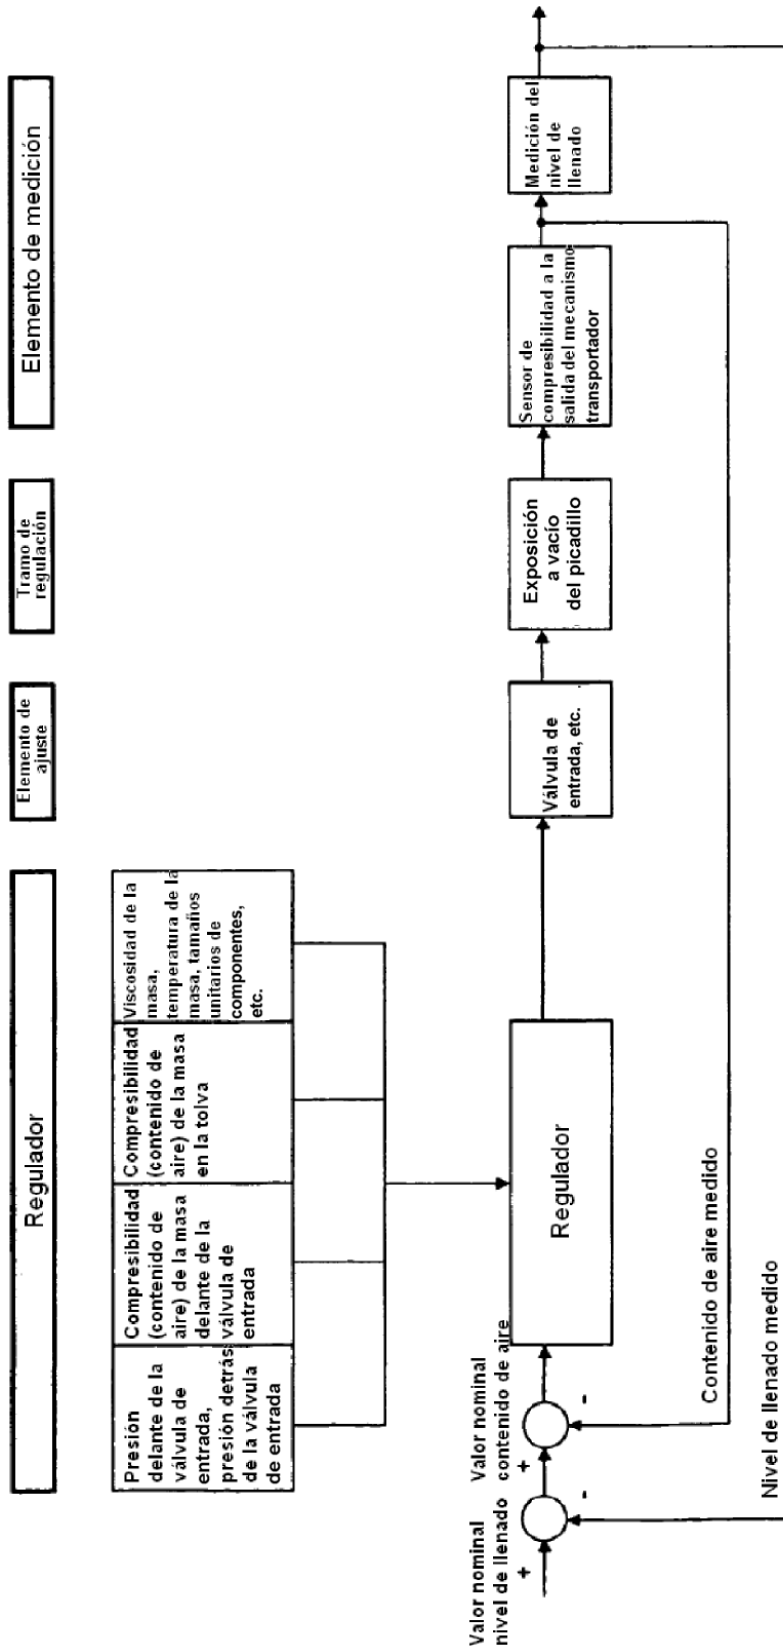 Regulador
Elemento de
ajuste
Tramo de
regulación
Elemento de medición
Presión
delante de la
válvula de
entrada,
presión detrás
de la válvula
de entrada
Compresibilidad
(contenido de
aire) de la masa
delante de la
válvula de
entrada
Compresibilidad
(contenido de
aire) de la masa
en la tolva
Viscosidad de la
masa,
temperatura de la
masa, tamaños
unitarios de
componentes,
etc.
Valor nominal
nivel de llenado
+
-
Valor nominal
contenido de aire
+
-
Regulador
Válvula de
entrada, etc.
Exposición
a vacío
del picadillo
Sensor de
compresibilidad a la
salida del mecanismo
transportador
Medición del
nivel de
llenado
Contenido de aire medido
Nivel de llenado medido